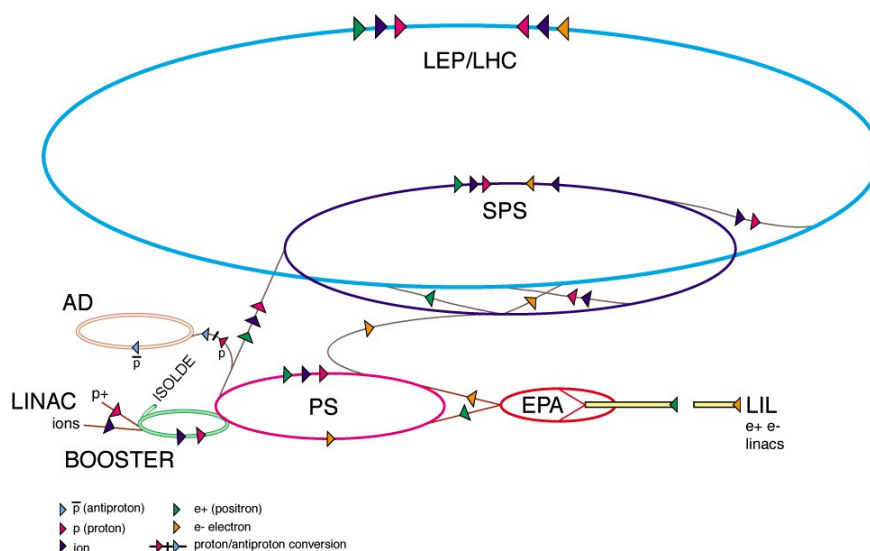 LEP/LHC
SPS
AD
p̅
p
ISOLDE
LINAC
p+
ions
BOOSTER
PS
EPA
LIL
e+ e-
linacs
p̅ (antiproton)
p (proton)
ion
e+ (positron)
e- electron
proton/antiproton conversion